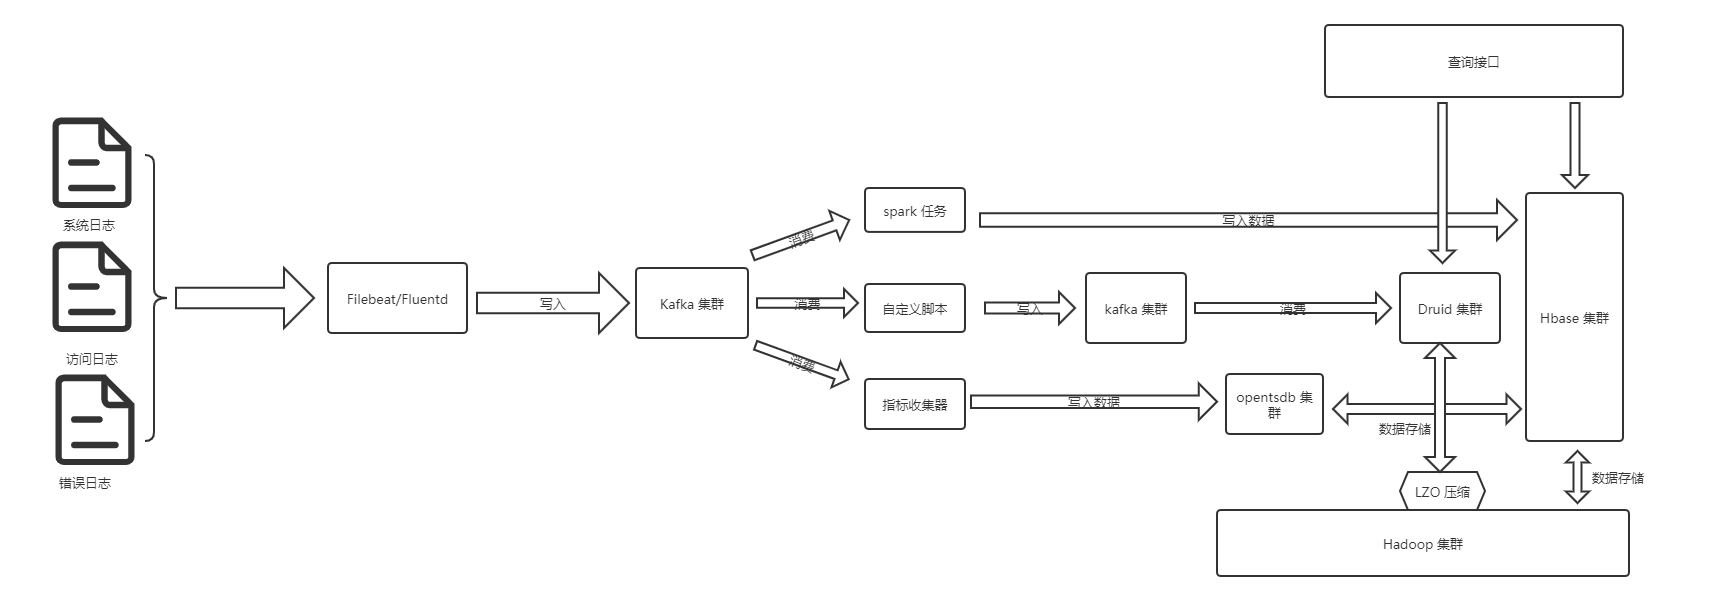 查询接口
系统日志
访问日志
错误日志
Filebeat/Fluentd
写入
Kafka 集群
消费
消费
消费
spark 任务
写入数据
自定义脚本
写入
kafka 集群
消费
Druid 集群
Hbase 集群
指标收集器
写入数据
opentsdb 集
群
数据存储
数据存储
LZO 压缩
Hadoop 集群